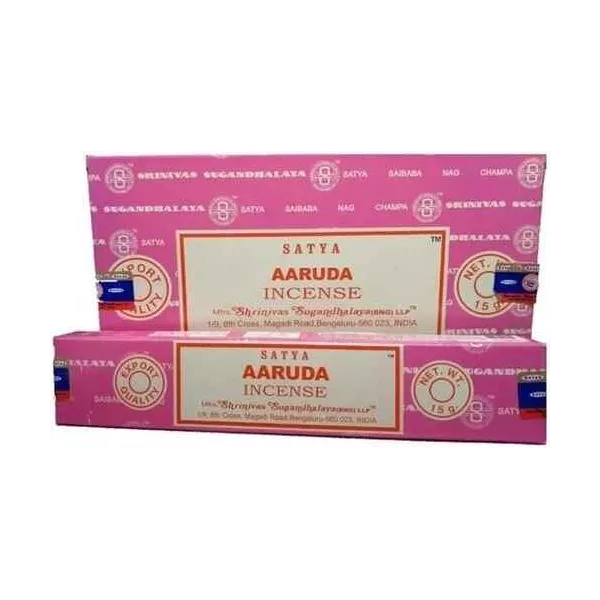 SRINIVAS SUGANDHALAYA SATYA SAIBABA NAG CHAMPA
SUGANDHALAYA SATYA SAIBABA NAG CHAMPA SRINIVAS
SATYA
SATYA
AARUDA
INCENSE
Mfrs. Shrinivas Sugandhalaya (BNG) LLP
1/9, 8th Cross, Magadi Road, Bengaluru-560 023, INDIA
EXPORT QUALITY
NET. WT. 15 g
SATYA
AARUDA
INCENSE
Mfrs. Shrinivas Sugandhalaya (BNG) LLP
1/9, 8th Cross, Magadi Road, Bengaluru-560 023, INDIA
EXPORT QUALITY
NET. WT. 15 g